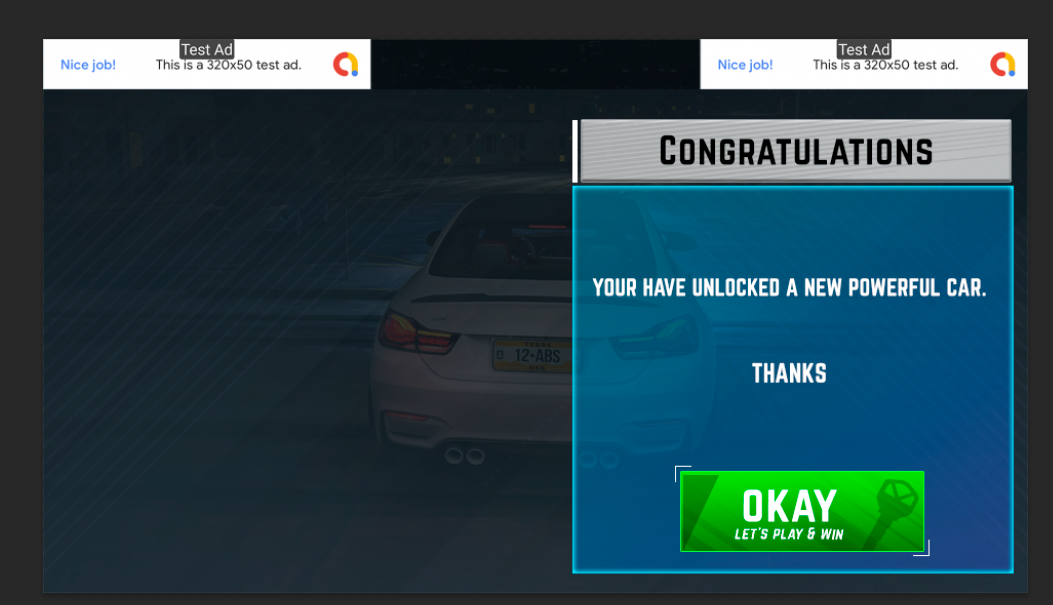 Test Ad
Nice job!
This is a 320x50 test ad.
Test Ad
Nice job!
This is a 320x50 test ad.
CONGRATULATIONS
YOUR HAVE UNLOCKED A NEW POWERFUL CAR.
12•ABS
THANKS
OKAY
LET'S PLAY & WIN